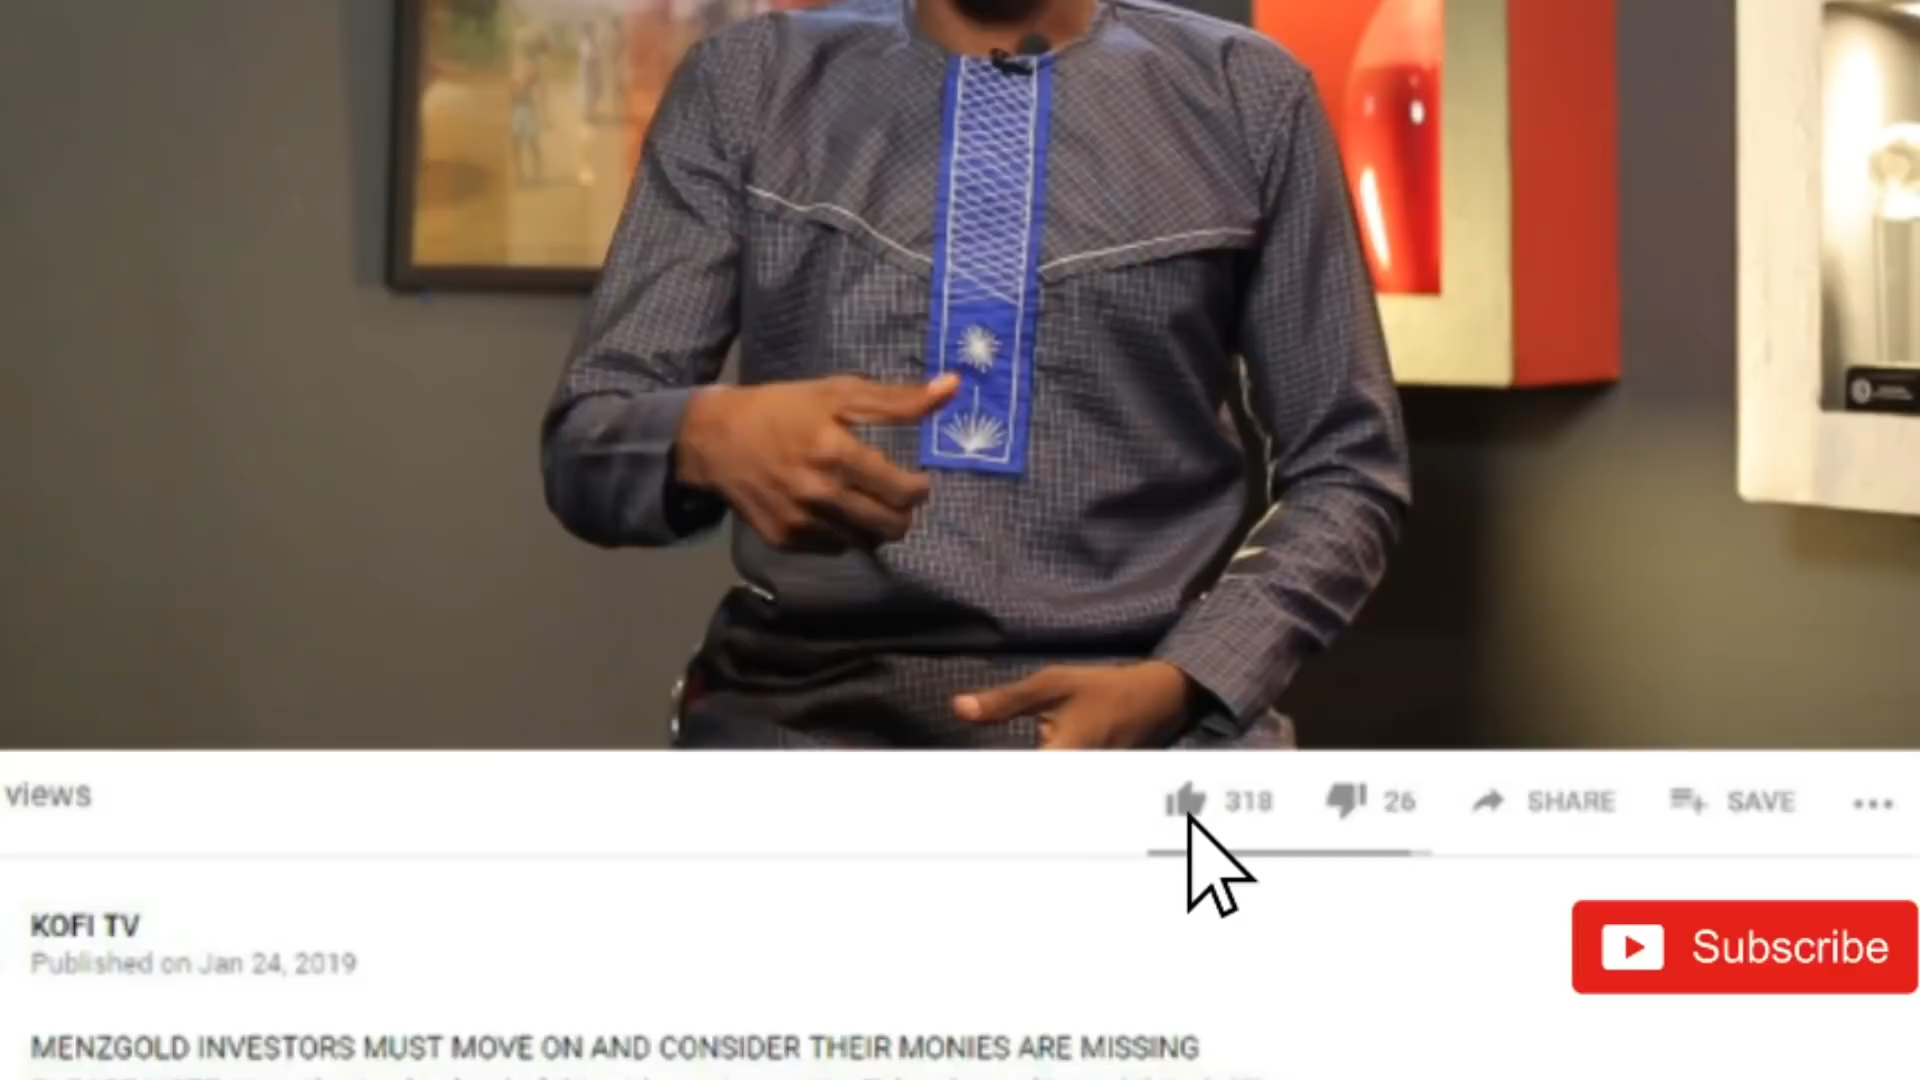 views
318
26
SHARE
SAVE
KOFI TV
Published on Jan 24, 2019
Subscribe
MENZGOLD INVESTORS MUST MOVE ON AND CONSIDER THEIR MONIES ARE MISSING